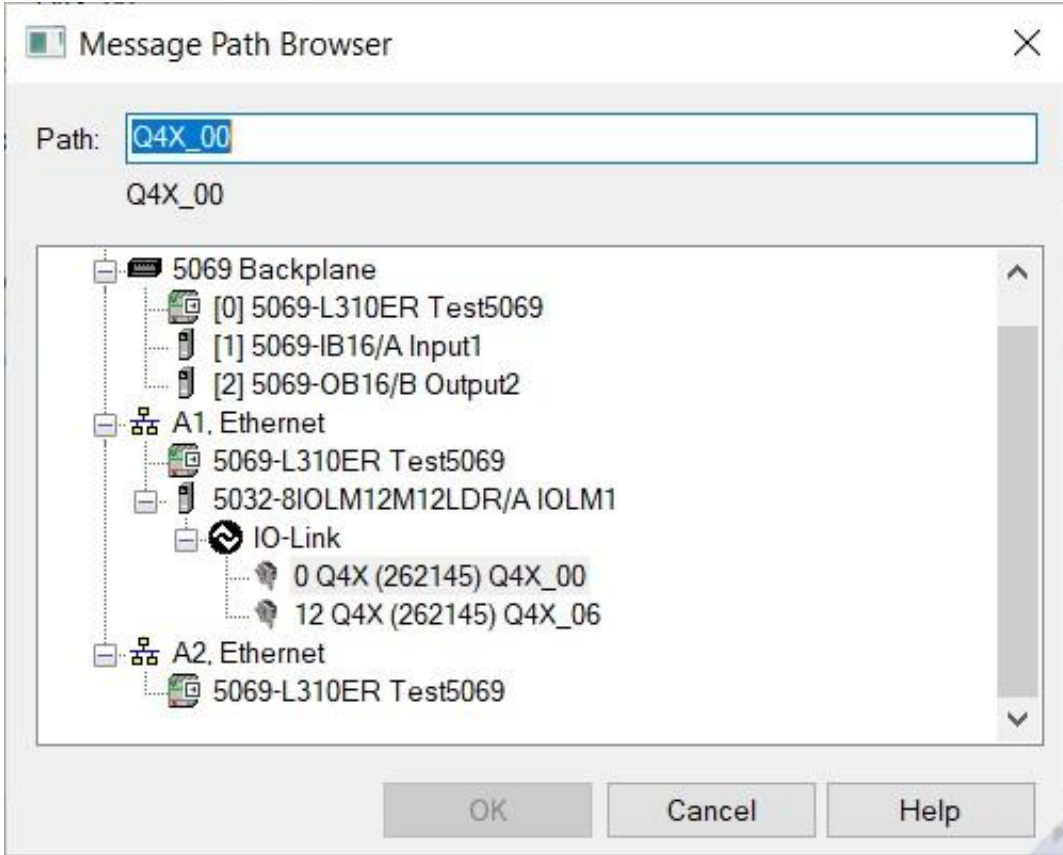 Message Path Browser
Path: Q4X_00
Q4X_00
5069 Backplane
[0] 5069-L310ER Test5069
[1] 5069-IB16/A Input1
[2] 5069-OB16/B Output2
A1, Ethernet
5069-L310ER Test5069
5032-8IOLM12M12LDR/A IOLM1
IO-Link
0 Q4X (262145) Q4X_00
12 Q4X (262145) Q4X_06
A2, Ethernet
5069-L310ER Test5069
OK Cancel Help